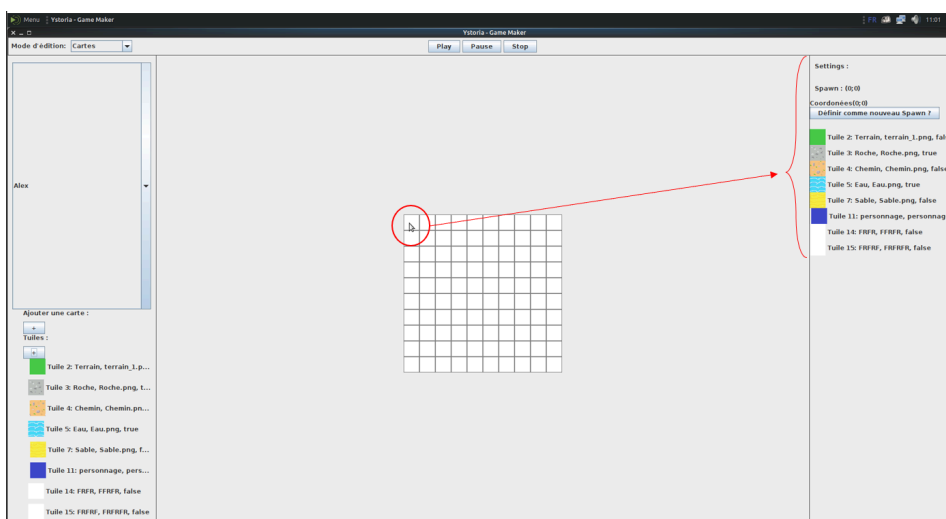 Menu Ystoria - Game Maker FR 11:01
Ystoria - Game Maker
Mode d'édition: Cartes Play Pause Stop
Settings :
Spawn : (0;0)
Coordonées(0;0)
Définir comme nouveau Spawn ?
Tuile 2: Terrain, terrain_1.png, fal
Tuile 3: Roche, Roche.png, true
Tuile 4: Chemin, Chemin.png, false
Tuile 5: Eau, Eau.png, true
Tuile 7: Sable, Sable.png, false
Tuile 11: personnage, personnag
Tuile 14: FRFR, FFRFR, false
Tuile 15: FRFRF, FRFRFR, false
Alex
Ajouter une carte :
+
Tuiles :
+
Tuile 2: Terrain, terrain_1.p...
Tuile 3: Roche, Roche.png, t...
Tuile 4: Chemin, Chemin.pn...
Tuile 5: Eau, Eau.png, true
Tuile 7: Sable, Sable.png, f...
Tuile 11: personnage, pers...
Tuile 14: FRFR, FFRFR, false
Tuile 15: FRFRF, FRFRFR, false